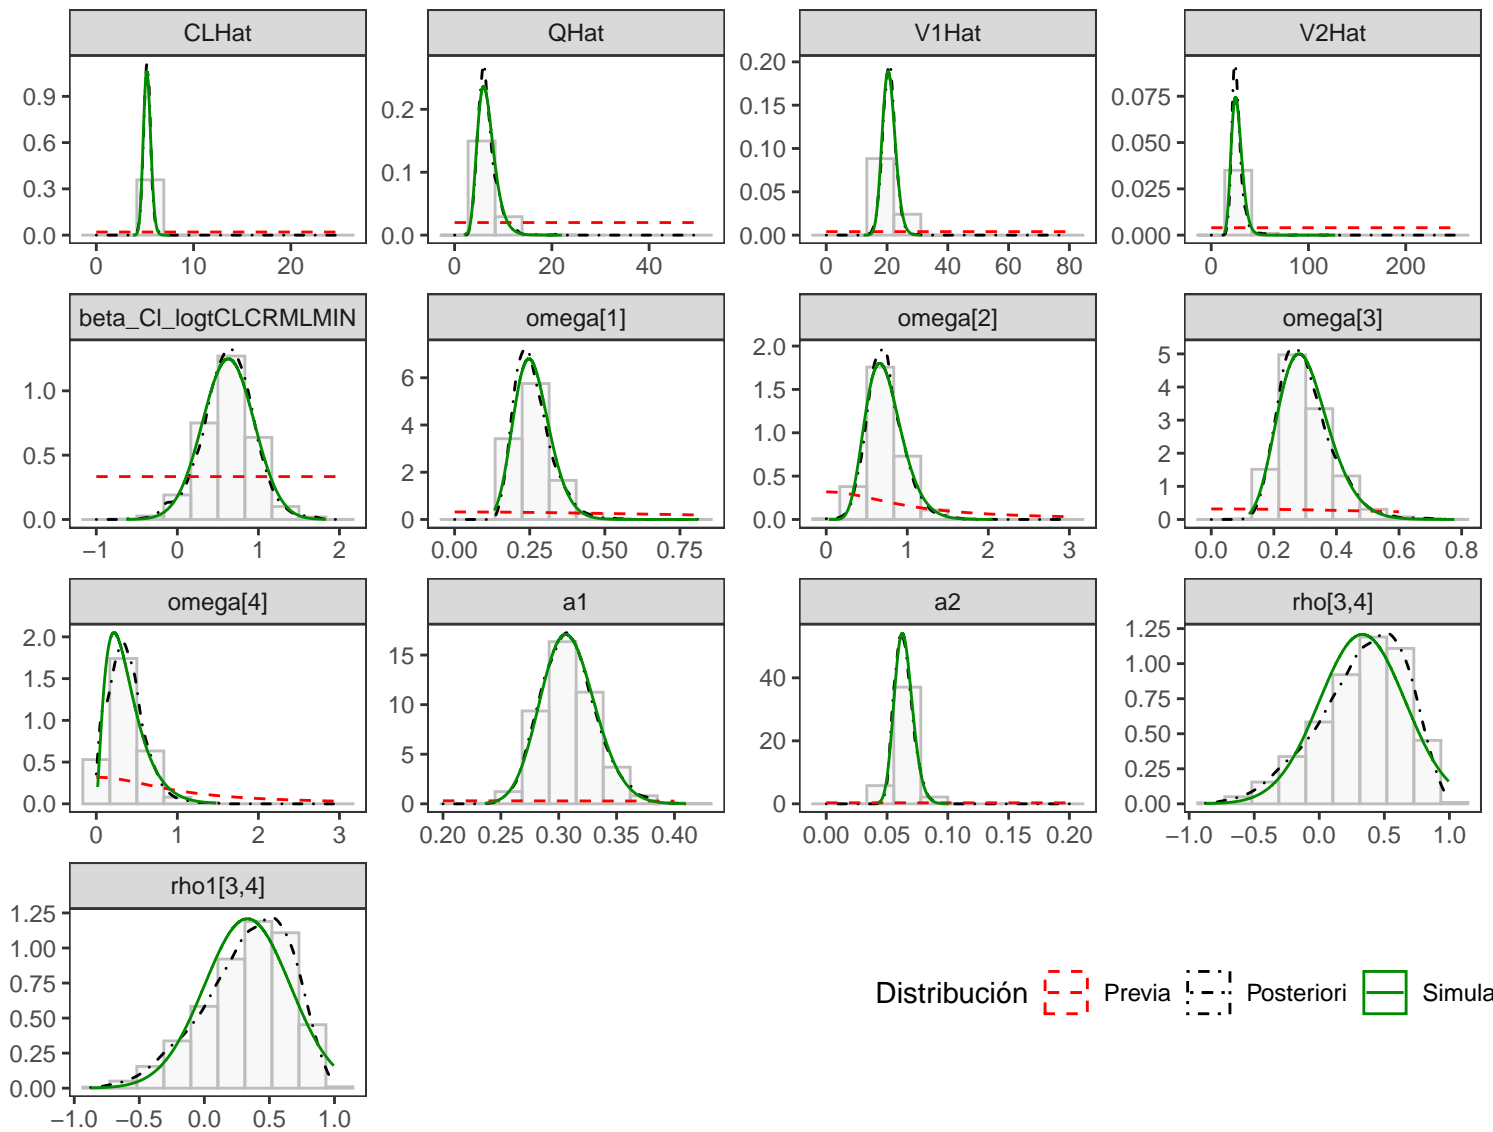 CLHat QHat V1Hat V2Hat
0.9 0.6 0.3 0.0
0.2 0.1 0.0
0.20 0.15 0.10 0.05 0.00
0.075 0.050 0.025 0.000
0 10 20 0 20 40 0 20 40 60 80 0 100 200
beta_Cl_logtCLCRMLMIN omega[1] omega[2] omega[3]
1.0 0.5 0.0
6 4 2 0
2.0 1.5 1.0 0.5 0.0
5 4 3 2 1 0
−1 0 1 2 0.00 0.25 0.50 0.75 0 1 2 3 0.0 0.2 0.4 0.6 0.8
omega[4] a1 a2 rho[3,4]
2.0 1.5 1.0 0.5 0.0
15 10 5 0
40 20 0
1.25 1.00 0.75 0.50 0.25 0.00
0 1 2 3 0.20 0.25 0.30 0.35 0.40 0.00 0.05 0.10 0.15 0.20 −1.0 −0.5 0.0 0.5 1.0
rho1[3,4]
1.25 1.00 0.75 0.50 0.25 0.00
−1.0 −0.5 0.0 0.5 1.0
Distribución Previa Posteriori Simula